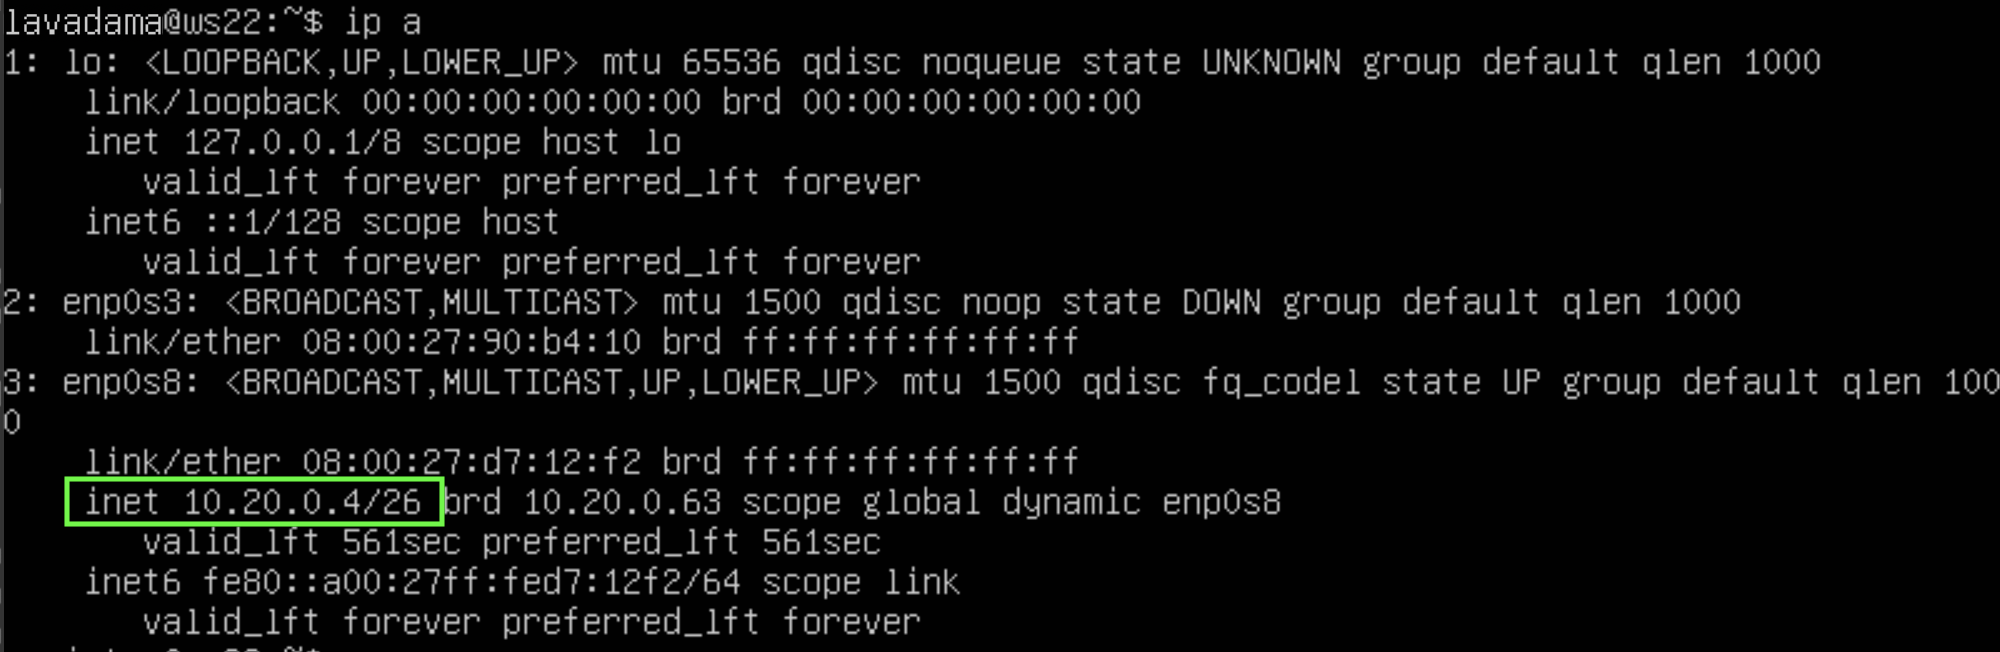 lavadama@ws22:~$ ip a
1: lo: <LOOPBACK,UP,LOWER_UP> mtu 65536 qdisc noqueue state UNKNOWN group default qlen 1000
    link/loopback 00:00:00:00:00:00 brd 00:00:00:00:00:00
    inet 127.0.0.1/8 scope host lo
       valid_lft forever preferred_lft forever
    inet6 ::1/128 scope host
       valid_lft forever preferred_lft forever
2: enp0s3: <BROADCAST,MULTICAST> mtu 1500 qdisc noop state DOWN group default qlen 1000
    link/ether 08:00:27:90:b4:10 brd ff:ff:ff:ff:ff:ff
3: enp0s8: <BROADCAST,MULTICAST,UP,LOWER_UP> mtu 1500 qdisc fq_codel state UP group default qlen 100
0
    link/ether 08:00:27:d7:12:f2 brd ff:ff:ff:ff:ff:ff
    inet 10.20.0.4/26 brd 10.20.0.63 scope global dynamic enp0s8
       valid_lft 561sec preferred_lft 561sec
    inet6 fe80::a00:27ff:fed7:12f2/64 scope link
       valid_lft forever preferred_lft forever